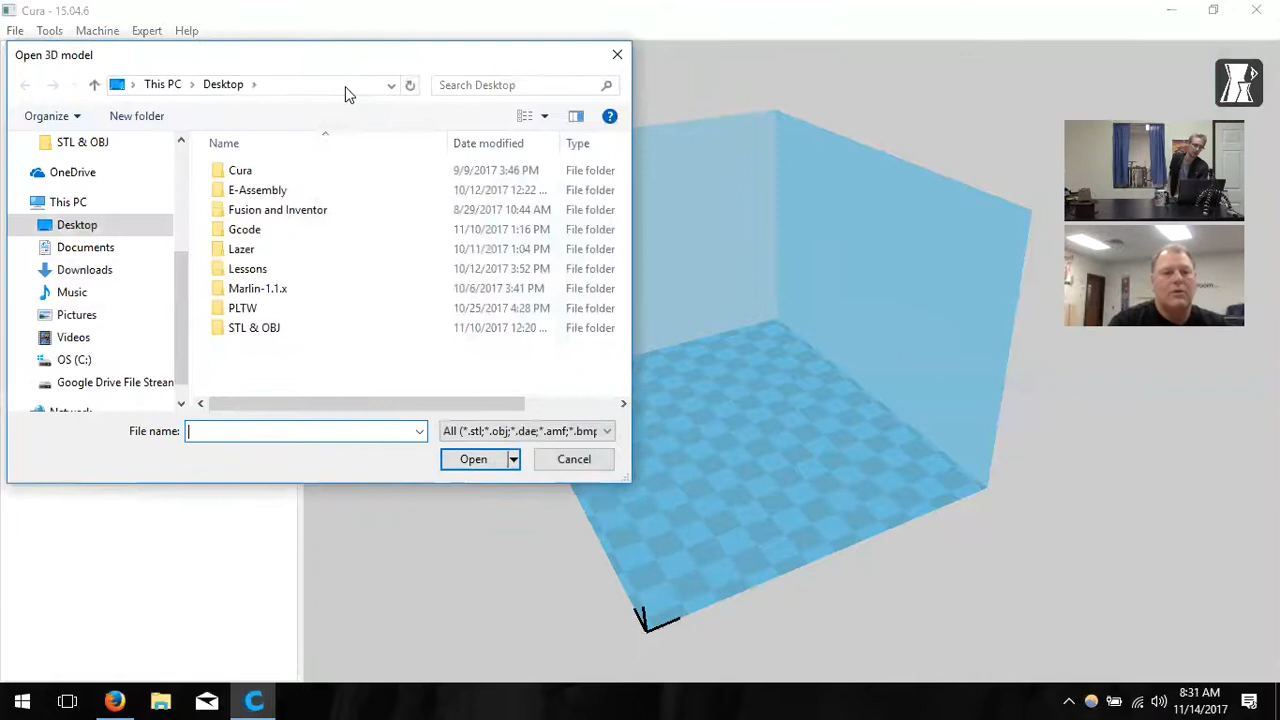 Cura - 15.04.6
File Tools Machine Expert Help
Open 3D model
This PC Desktop
Search Desktop
Organize New folder
STL & OBJ
OneDrive
This PC
Desktop
Documents
Downloads
Music
Pictures
Videos
OS (C:)
Google Drive File Stream
Network
Name Date modified Type
Cura 9/9/2017 3:46 PM File folder
E-Assembly 10/12/2017 12:22 ... File folder
Fusion and Inventor 8/29/2017 10:44 AM File folder
Gcode 11/10/2017 1:16 PM File folder
Lazer 10/11/2017 1:04 PM File folder
Lessons 10/12/2017 3:52 PM File folder
Marlin-1.1.x 10/6/2017 3:41 PM File folder
PLTW 10/25/2017 4:28 PM File folder
STL & OBJ 11/10/2017 12:20 ... File folder
File name:
All (*.stl;*.obj;*.dae;*.amf;*.bmp
Open Cancel
8:31 AM
11/14/2017